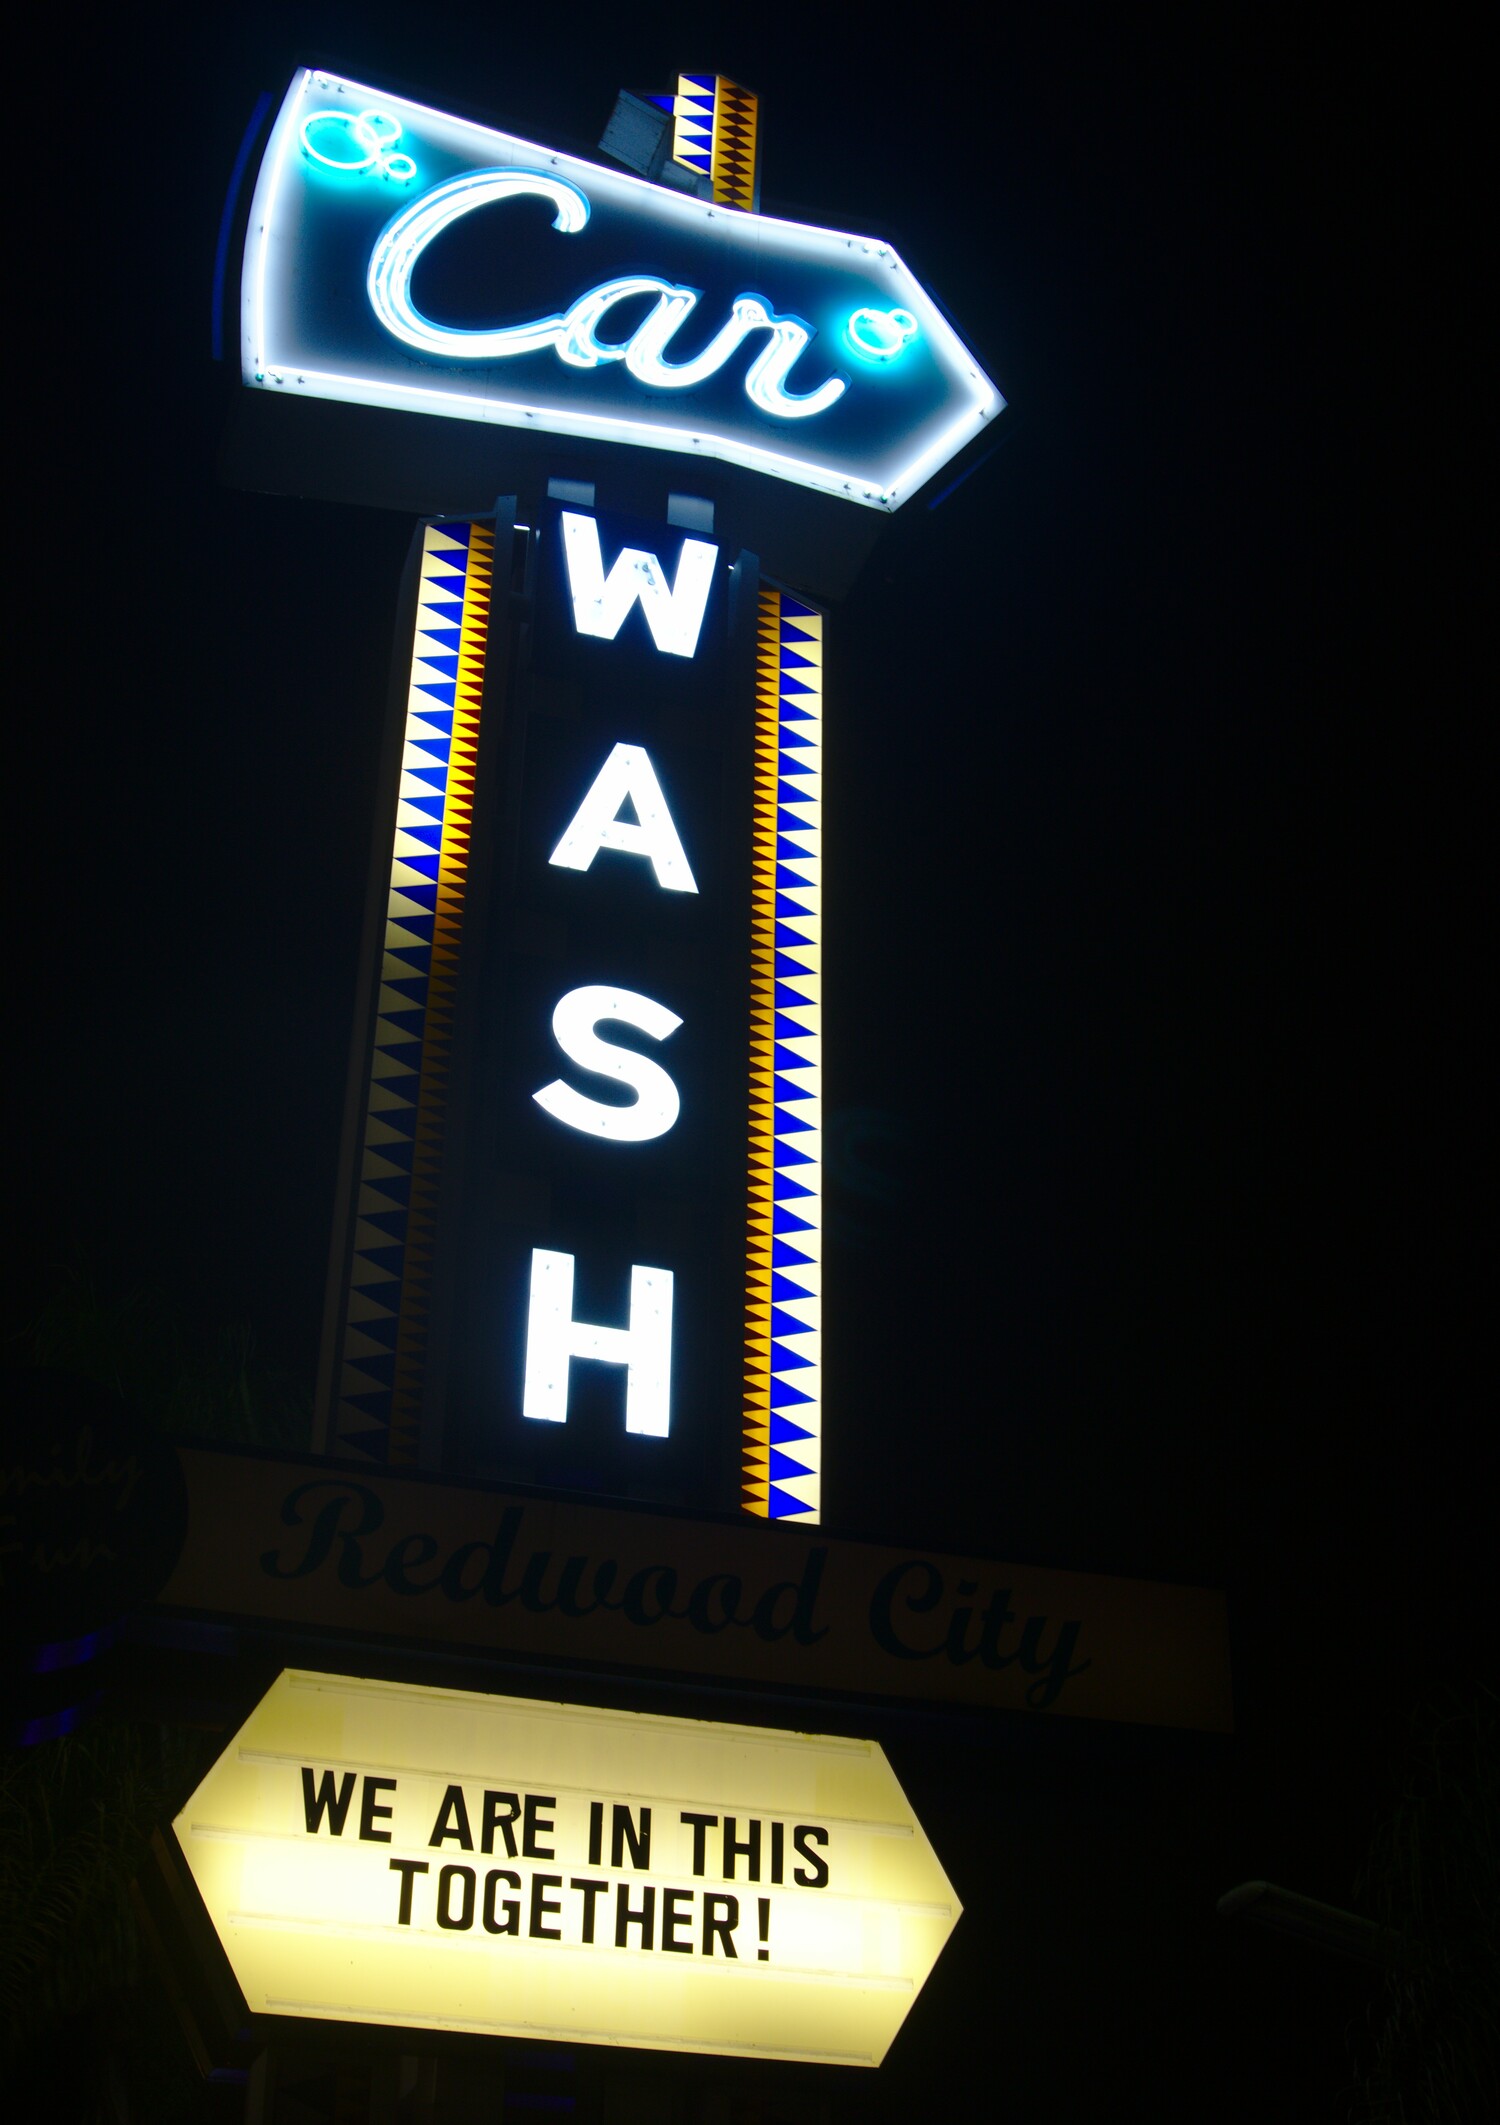 Car
WASH
Redwood City
WE ARE IN THIS
TOGETHER!